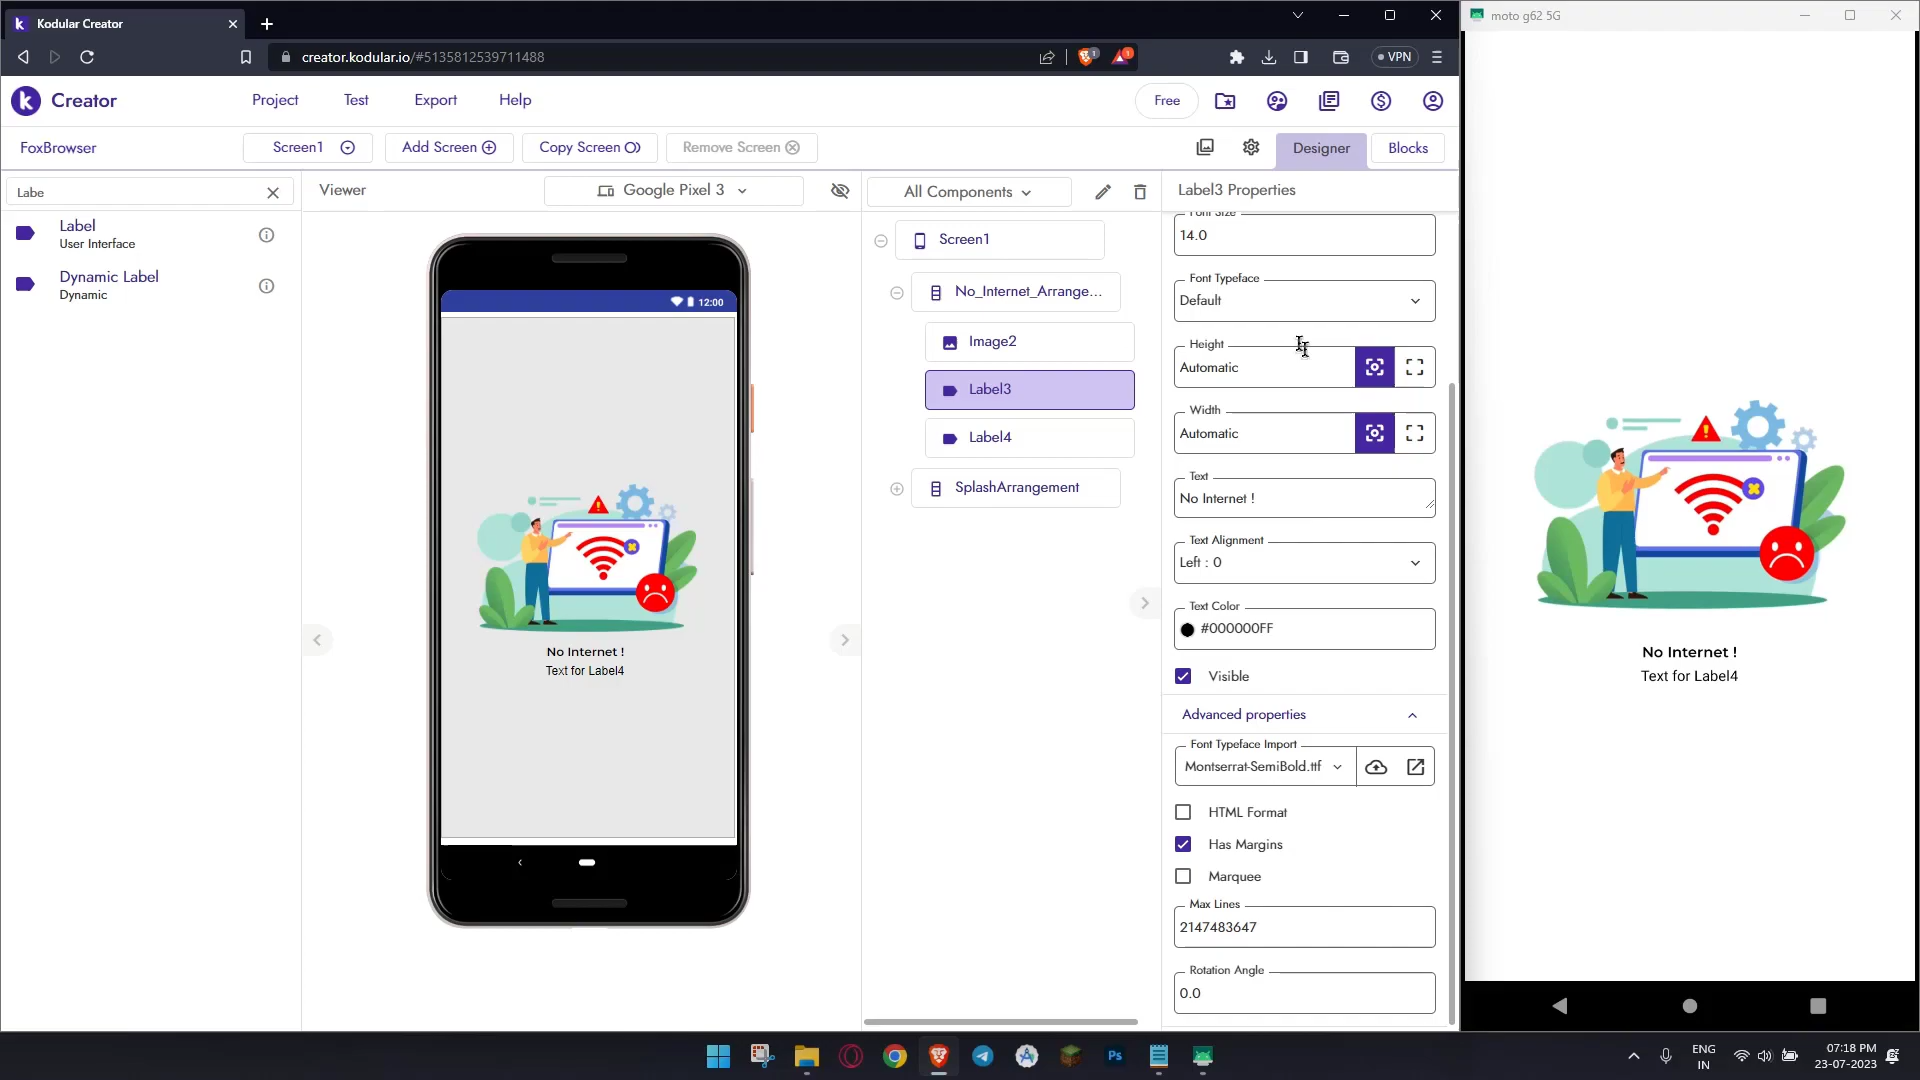 Kodular Creator
moto g62 5G
creator.kodular.io/#5135812539711488
1
1
VPN
Creator
Project
Test
Export
Help
Free
FoxBrowser
Screen1
Add Screen
Copy Screen
Remove Screen
Designer
Blocks
Labe
Viewer
Google Pixel 3
All Components
Label3 Properties
Label
User Interface
Dynamic Label
Dynamic
12:00
No Internet !
Text for Label4
Screen1
No_Internet_Arrange...
Image2
Label3
Label4
SplashArrangement
Font Size
14.0
Font Typeface
Default
Height
Automatic
Width
Automatic
Text
No Internet !
Text Alignment
Left : 0
Text Color
#000000FF
Visible
Advanced properties
Font Typeface Import
Montserrat-SemiBold.ttf
HTML Format
Has Margins
Marquee
Max Lines
2147483647
Rotation Angle
0.0
No Internet !
Text for Label4
Ps
ENG
IN
07:18 PM
23-07-2023